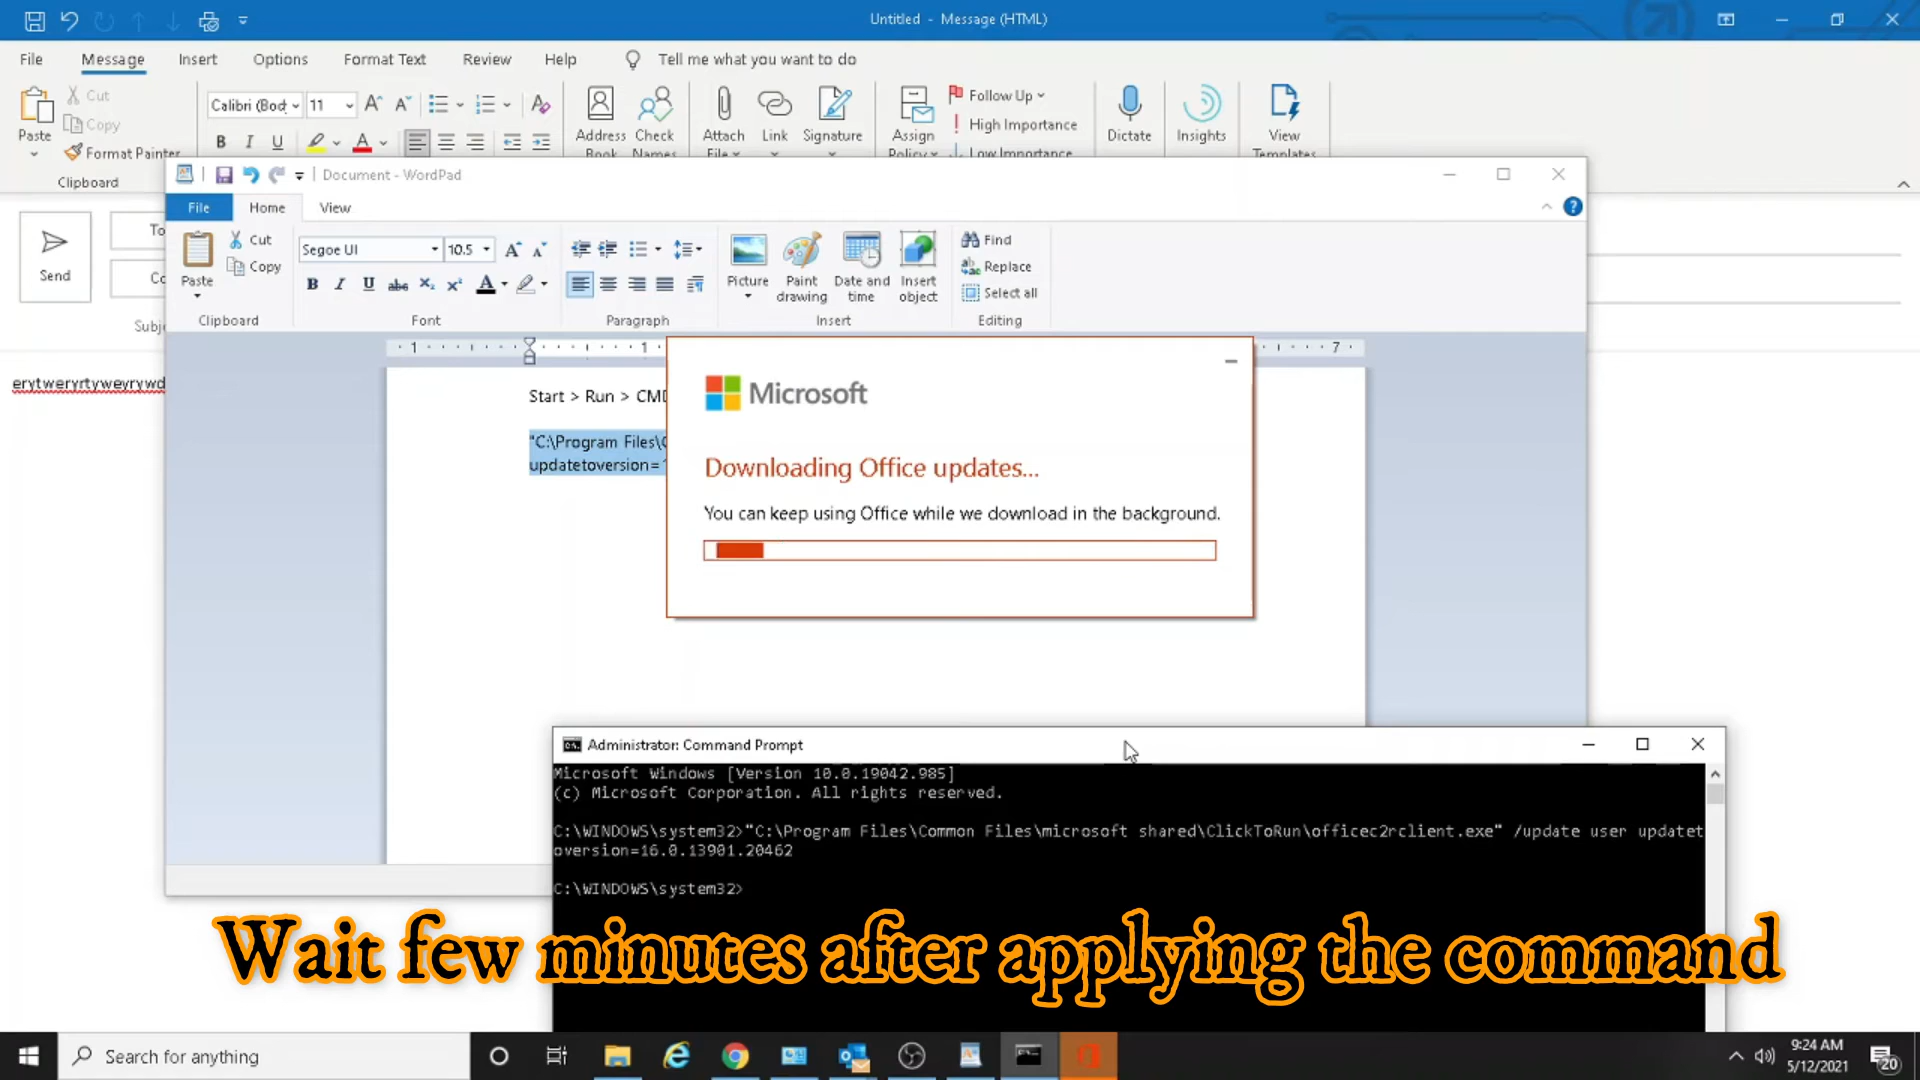 Untitled - Message (HTML)
File Message Insert Options Format Text Review Help Tell me what you want to do
Paste
Cut
Copy
Format Painter
Clipboard
Calibri (Body
11
B I U
Address
Book
Check
Names
Attach
File
Link
Signature
Assign
Policy
Follow Up
High Importance
Low Importance
Dictate
Insights
View
Templates
Send
To
Cc
Subj
erytweryrtyweyrywd
Document - WordPad
File Home View
Paste
Cut
Copy
Clipboard
Segoe UI
10.5
B I U abc X₂ X²
Font
Paragraph
Picture
Paint
drawing
Date and
time
Insert
object
Insert
Find
Replace
Select all
Editing
1
1
7
Start > Run > CMD
"C:\Program Files\C
updatetoversion=1
Microsoft
Downloading Office updates...
You can keep using Office while we download in the background.
Administrator: Command Prompt
Microsoft Windows [Version 10.0.19042.985]
(c) Microsoft Corporation. All rights reserved.
C:\WINDOWS\system32>"C:\Program Files\Common Files\microsoft shared\ClickToRun\officec2rclient.exe" /update user updatet
oversion=16.0.13901.20462
C:\WINDOWS\system32>
Wait few minutes after applying the command
Search for anything
9:24 AM
5/12/2021
20